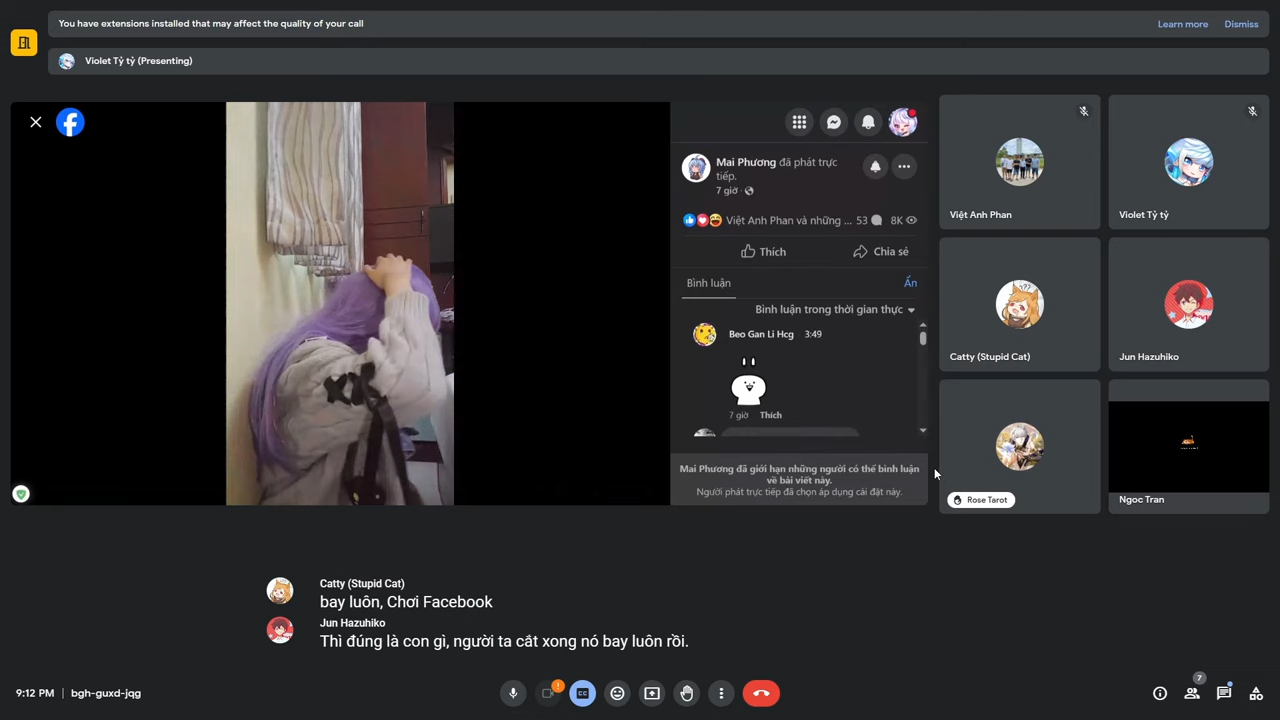 You have extensions installed that may affect the quality of your call
Learn more
Dismiss
Violet Tỷ tỷ (Presenting)
Mai Phương đã phát trực
tiếp.
7 giờ
Việt Anh Phan và những ...
53
8K
Thích
Chia sẻ
Bình luận
Ẩn
Bình luận trong thời gian thực
Beo Gan Li Hcg 3:49
7 giờ Thích
Mai Phương đã giới hạn những người có thể bình luận
về bài viết này.
Người phát trực tiếp đã chọn áp dụng cài đặt này.
Việt Anh Phan
Violet Tỷ tỷ
Catty (Stupid Cat)
Jun Hazuhiko
Rose Tarot
Ngoc Tran
Catty (Stupid Cat)
bay luôn, Chơi Facebook
Jun Hazuhiko
Thì đúng là con gì, người ta cắt xong nó bay luôn rồi.
9:12 PM | bgh-guxd-jqg
CC
7